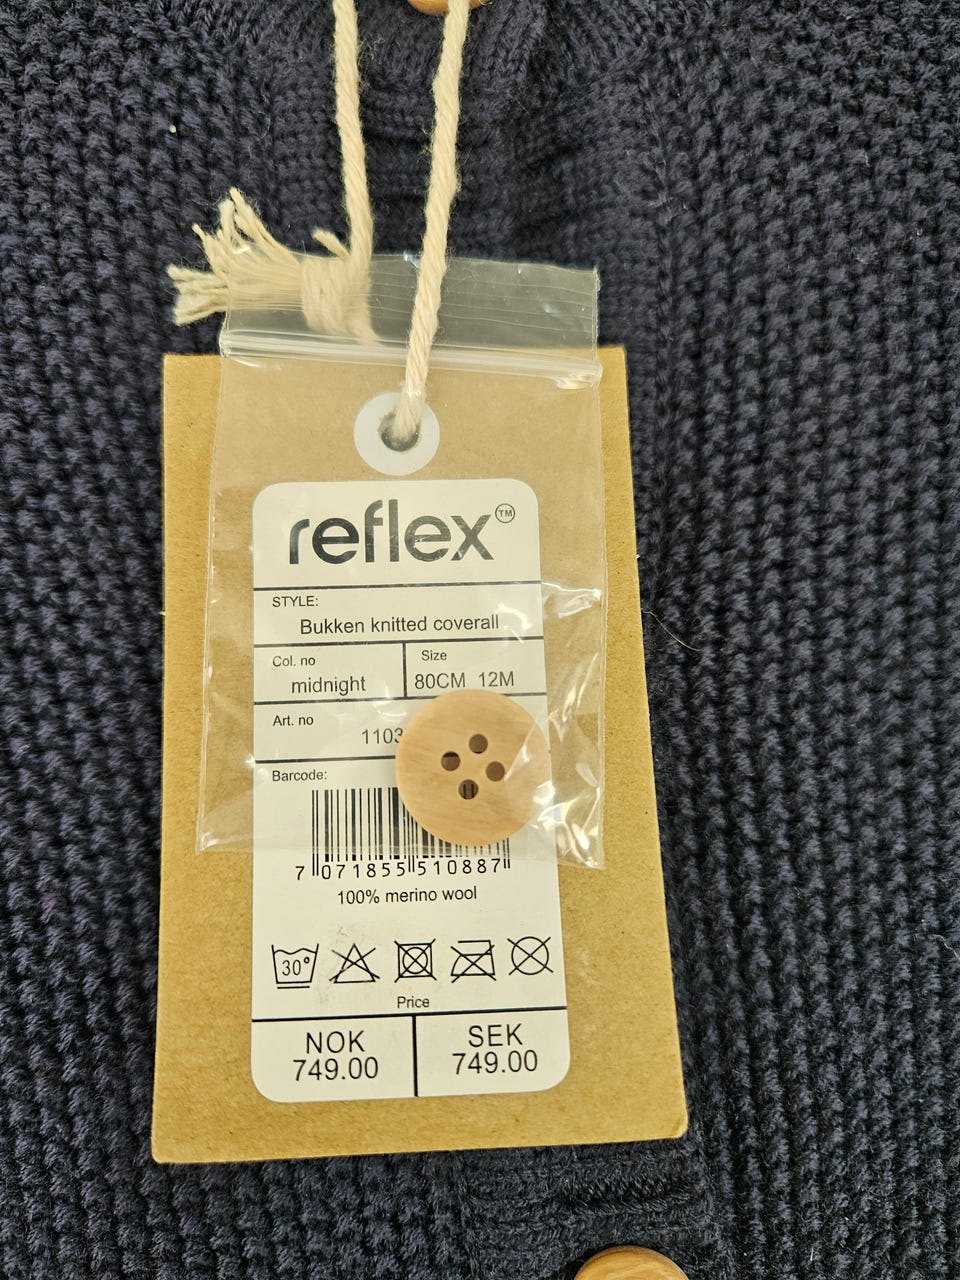 reflex™
STYLE:
Bukken knitted coverall
Col. no
midnight
Size
80CM 12M
Art. no
1103
Barcode:
7 071855 510887
100% merino wool
30°
Price
NOK
749.00
SEK
749.00